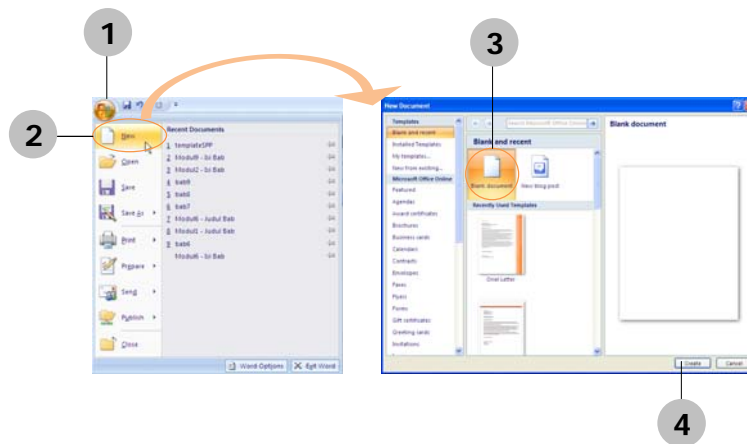 1
2
3
4
New
Open
Save
Save As
Print
Prepare
Send
Publish
Close
Recent Documents
1 templateSPP
2 Modul9 - Isi Bab
3 Modul2 - Isi Bab
4 bab9
5 bab8
6 bab7
7 Modul6 - Judul Bab
8 Modul1 - Judul Bab
9 bab6
Modul6 - Isi Bab
Word Options
Exit Word
New Document
Templates
Blank and recent
Installed Templates
My templates...
New from existing...
Microsoft Office Online
Featured
Agendas
Award certificates
Brochures
Business cards
Calendars
Contracts
Envelopes
Faxes
Flyers
Forms
Gift certificates
Greeting cards
Invitations
Search Microsoft Office Online
Blank and recent
Blank document
New blog post
Recently Used Templates
Oriel Letter
Blank document
Create
Cancel